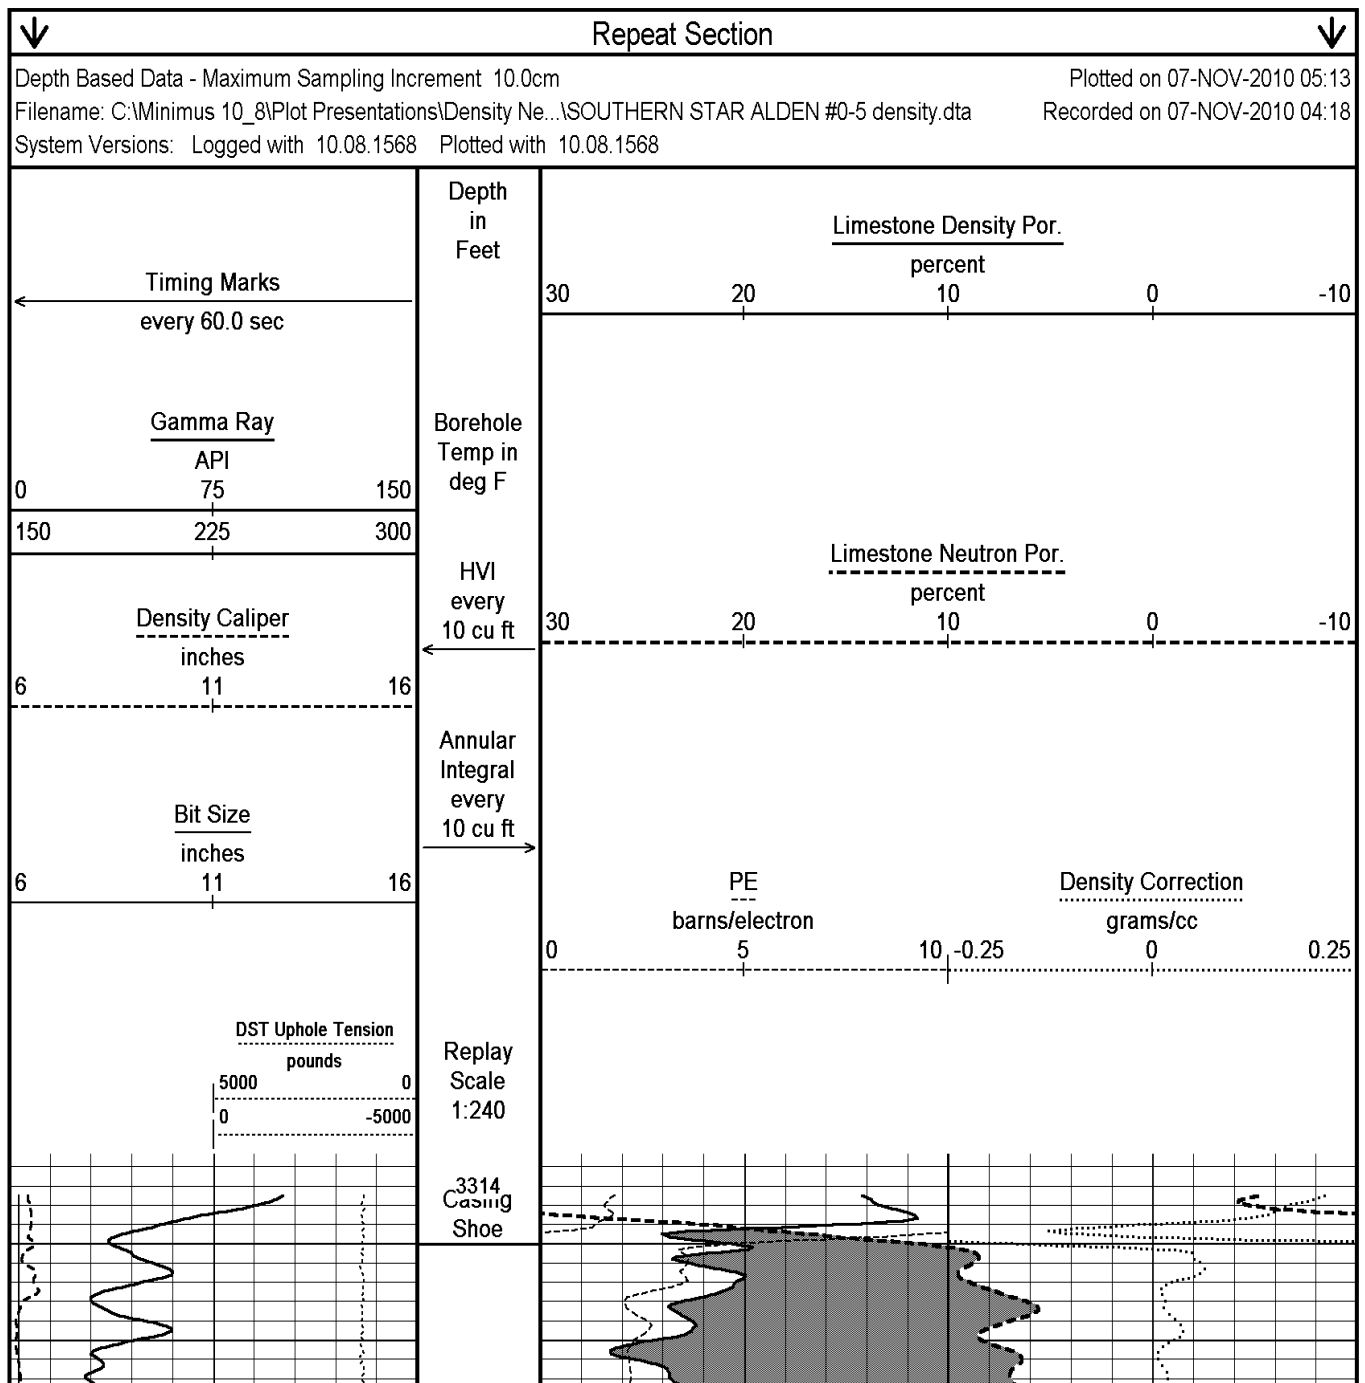 Repeat Section
Depth Based Data - Maximum Sampling Increment 10.0cm
Plotted on 07-NOV-2010 05:13
Filename: C:\Minimus 10_8\Plot Presentations\Density Ne...\SOUTHERN STAR ALDEN #0-5 density.dta
Recorded on 07-NOV-2010 04:18
System Versions: Logged with 10.08.1568 Plotted with 10.08.1568
Timing Marks
every 60.0 sec
Gamma Ray
API
0 75 150
150 225 300
Density Caliper
inches
6 11 16
Bit Size
inches
6 11 16
DST Uphole Tension
pounds
5000 0
0 -5000
Depth
in
Feet
Borehole
Temp in
deg F
HVI
every
10 cu ft
Annular
Integral
every
10 cu ft
Replay
Scale
1:240
3314
Casing
Shoe
Limestone Density Por.
percent
30 20 10 0 -10
Limestone Neutron Por.
percent
30 20 10 0 -10
PE
barns/electron
0 5 10
Density Correction
grams/cc
-0.25 0 0.25